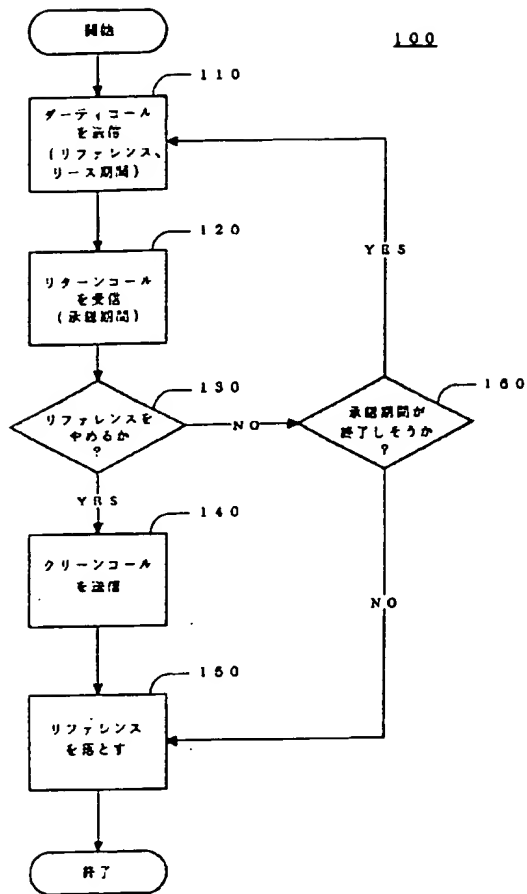 開始
100
110
ダーティコール
を送信
(リファレンス、
リース期間)
120
リターンコール
を受信
(承認期間)
130
リファレンスを
やめるか
?
NO
160
承認期間が
終了しそうか
?
YES
YES
140
クリーンコール
を送信
NO
150
リファレンス
を落とす
終了